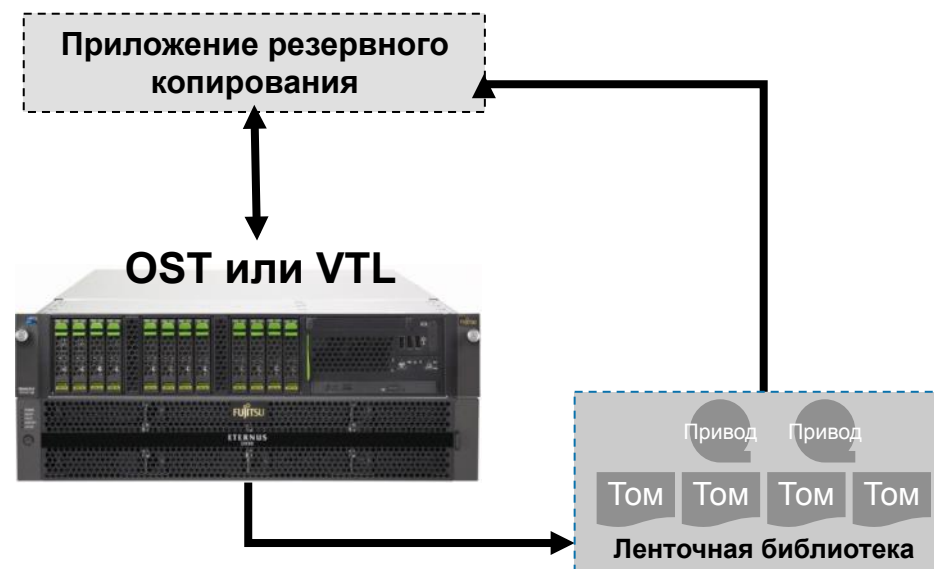 Приложение резервного
копирования
OST или VTL
FUJITSU
ETERNUS
Привод Привод
Том Том Том Том
Ленточная библиотека